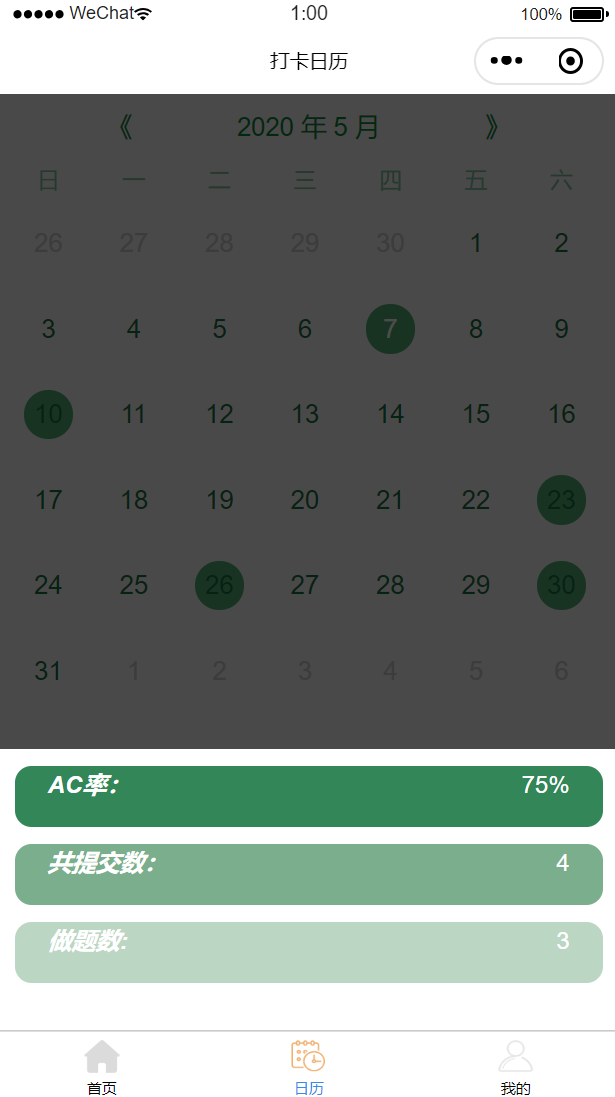 WeChat 1:00 100%
打卡日历
《 2020 年 5 月 》
日 一 二 三 四 五 六
26 27 28 29 30 1 2
3 4 5 6 7 8 9
10 11 12 13 14 15 16
17 18 19 20 21 22 23
24 25 26 27 28 29 30
31 1 2 3 4 5 6
AC率: 75%
共提交数: 4
做题数: 3
首页 日历 我的